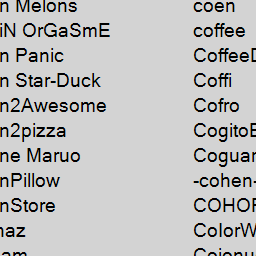 n Melons
iN OrGaSmE
n Panic
n Star-Duck
n2Awesome
n2pizza
ne Maruo
nPillow
nStore
naz
am
coen
coffee
CoffeeD
Coffi
Cofro
CogitoE
Coguar
-cohen-
COHOF
ColorW